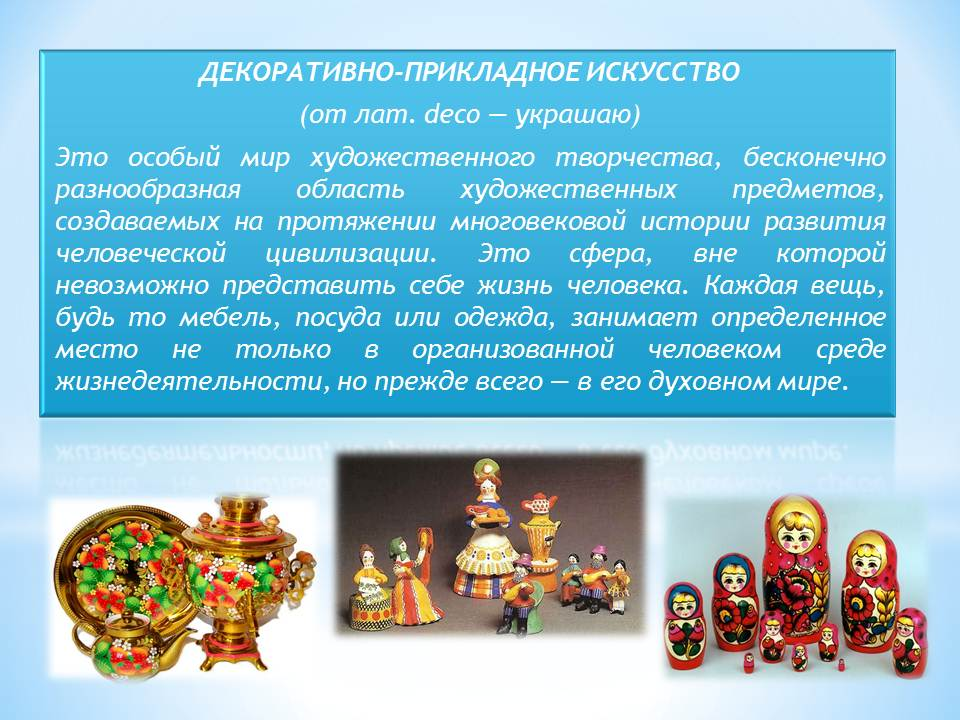 ДЕКОРАТИВНО-ПРИКЛАДНОЕ ИСКУССТВО
(от лат. deco — украшаю)
Это особый мир художественного творчества, бесконечно
разнообразная область художественных предметов,
создаваемых на протяжении многовековой истории развития
человеческой цивилизации. Это сфера, вне которой
невозможно представить себе жизнь человека. Каждая вещь,
будь то мебель, посуда или одежда, занимает определенное
место не только в организованной человеком среде
жизнедеятельности, но прежде всего — в его духовном мире.